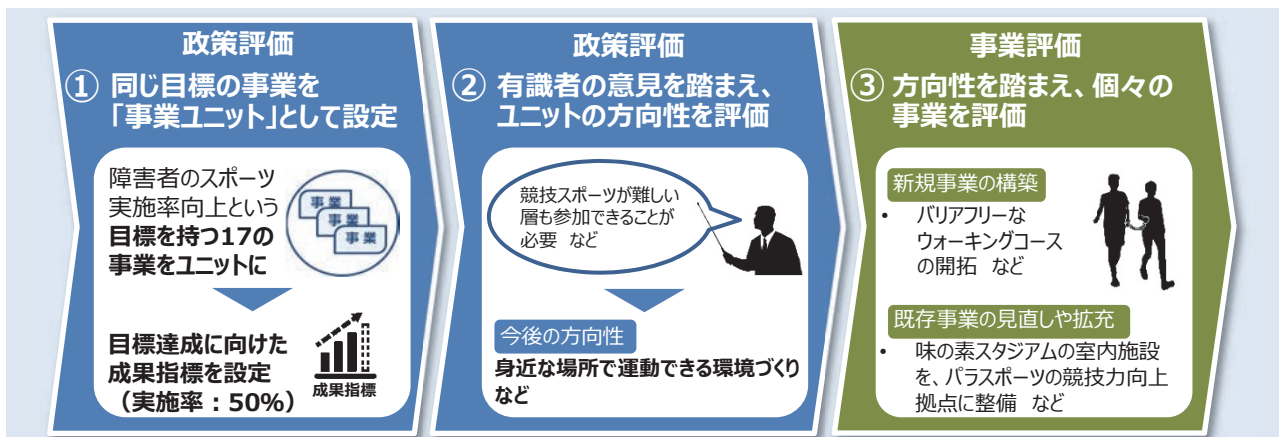 政策評価
① 同じ目標の事業を
「事業ユニット」として設定
障害者のスポーツ
実施率向上という
目標を持つ17の
事業をユニットに
事業
事業
事業
目標達成に向けた
成果指標を設定
（実施率：50%）
成果指標
政策評価
② 有識者の意見を踏まえ、
ユニットの方向性を評価
競技スポーツが難しい
層も参加できることが
必要 など
今後の方向性
身近な場所で運動できる環境づくり
など
事業評価
③ 方向性を踏まえ、個々の
事業を評価
新規事業の構築
• バリアフリーな
ウォーキングコース
の開拓 など
既存事業の見直しや拡充
• 味の素スタジアムの室内施設
を、パラスポーツの競技力向上
拠点に整備 など